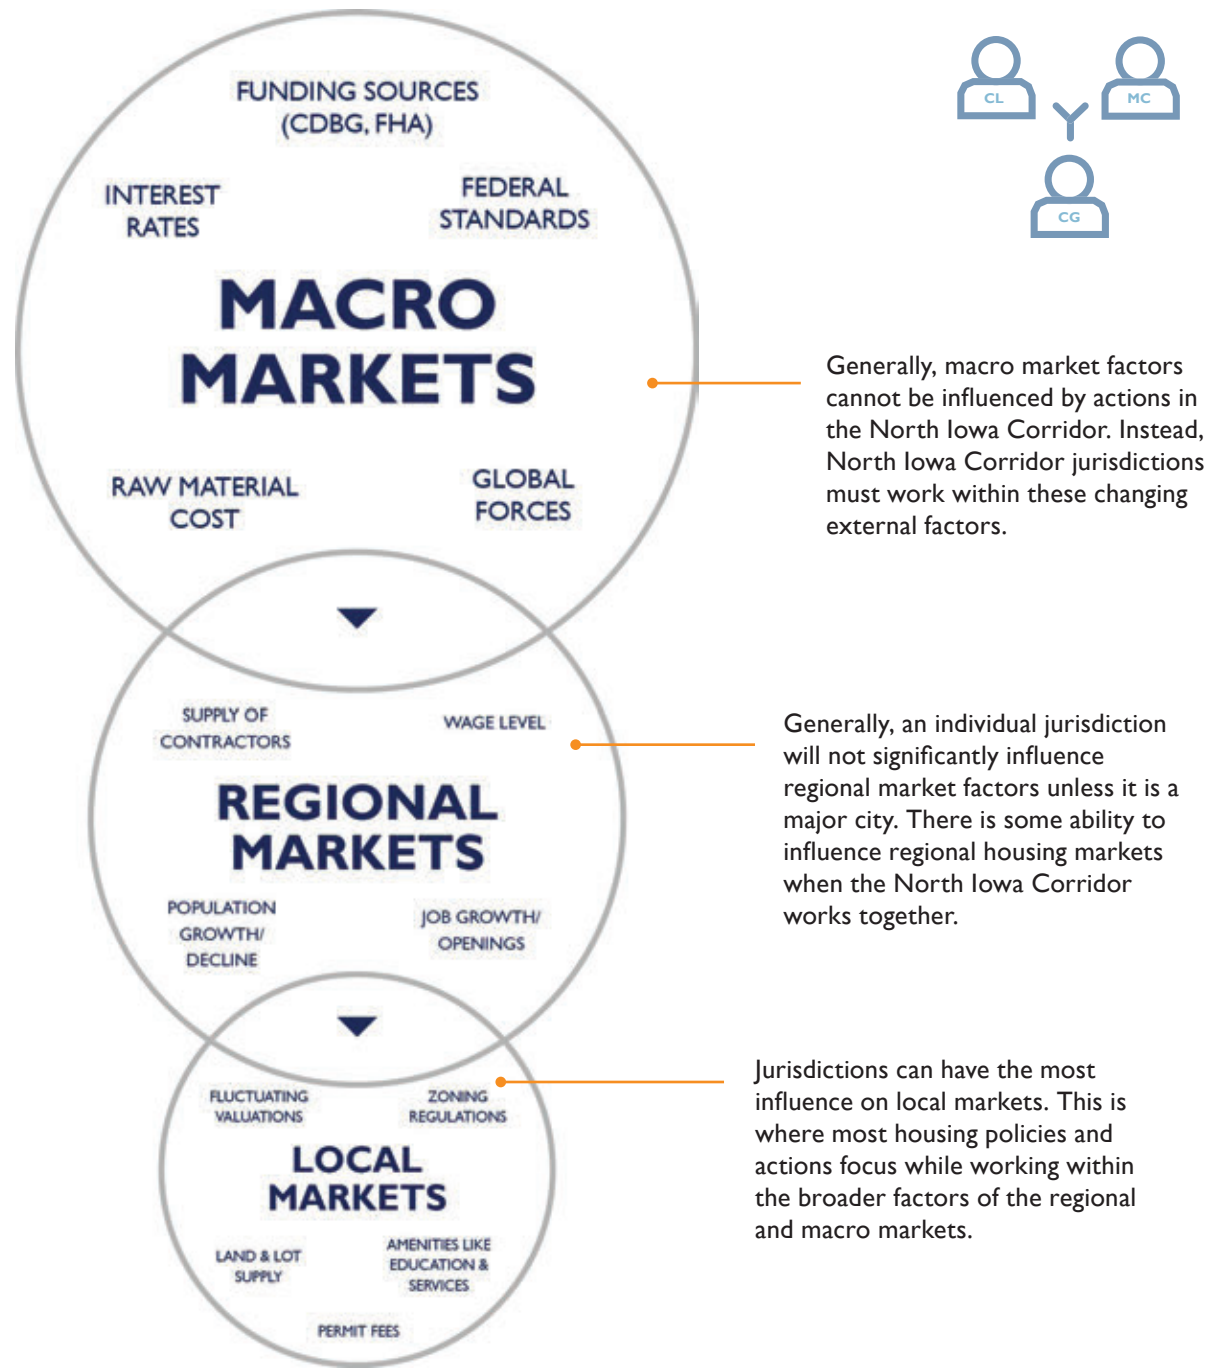 FUNDING SOURCES
(CDBG, FHA)
INTEREST
RATES
FEDERAL
STANDARDS
MACRO
MARKETS
RAW MATERIAL
COST
GLOBAL
FORCES
CL
MC
CG
Generally, macro market factors
cannot be influenced by actions in
the North Iowa Corridor. Instead,
North Iowa Corridor jurisdictions
must work within these changing
external factors.
SUPPLY OF
CONTRACTORS
WAGE LEVEL
REGIONAL
MARKETS
POPULATION
GROWTH/
DECLINE
JOB GROWTH/
OPENINGS
Generally, an individual jurisdiction
will not significantly influence
regional market factors unless it is a
major city. There is some ability to
influence regional housing markets
when the North Iowa Corridor
works together.
FLUCTUATING
VALUATIONS
ZONING
REGULATIONS
LOCAL
MARKETS
LAND & LOT
SUPPLY
AMENITIES LIKE
EDUCATION &
SERVICES
PERMIT FEES
Jurisdictions can have the most
influence on local markets. This is
where most housing policies and
actions focus while working within
the broader factors of the regional
and macro markets.